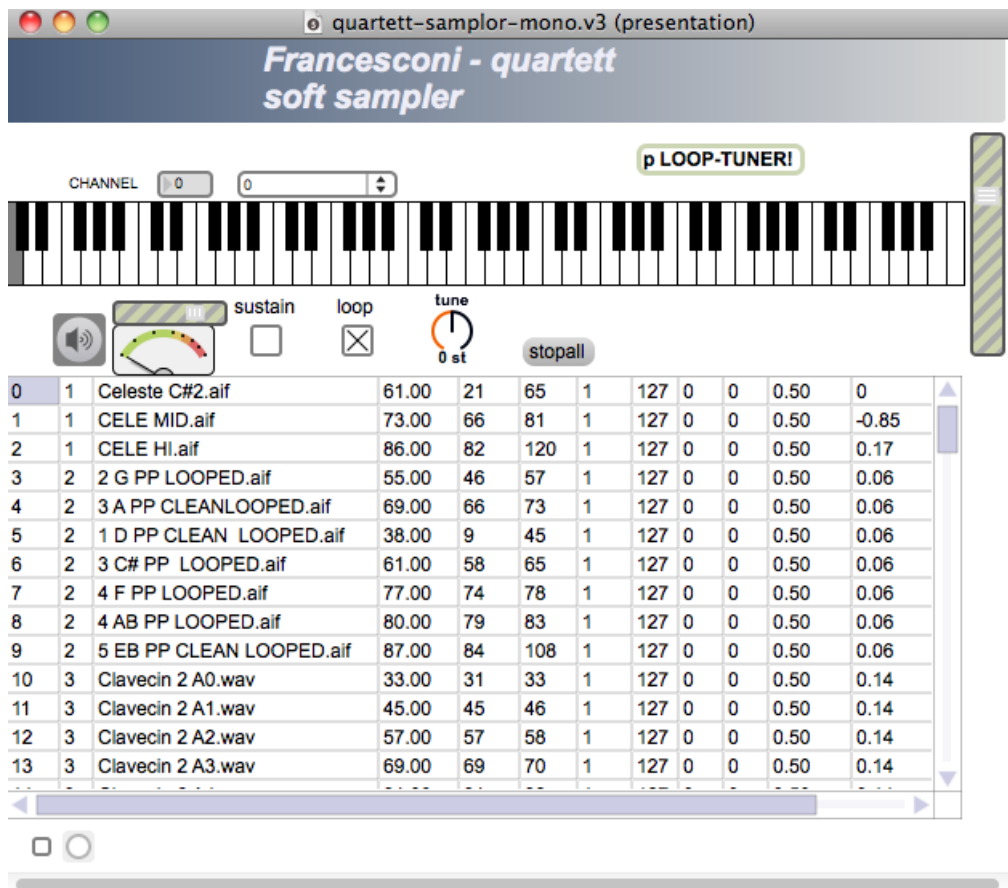 quartett-samplor-mono.v3 (presentation)
Francesconi - quartett
soft sampler
p LOOP-TUNER!
CHANNEL 0 0
sustain loop tune
0 st stopall
0 1 Celeste C#2.aif 61.00 21 65 1 127 0 0 0.50 0
1 1 CELE MID.aif 73.00 66 81 1 127 0 0 0.50 -0.85
2 1 CELE HI.aif 86.00 82 120 1 127 0 0 0.50 0.17
3 2 2 G PP LOOPED.aif 55.00 46 57 1 127 0 0 0.50 0.06
4 2 3 A PP CLEANLOOPED.aif 69.00 66 73 1 127 0 0 0.50 0.06
5 2 1 D PP CLEAN  LOOPED.aif 38.00 9 45 1 127 0 0 0.50 0.06
6 2 3 C# PP  LOOPED.aif 61.00 58 65 1 127 0 0 0.50 0.06
7 2 4 F PP LOOPED.aif 77.00 74 78 1 127 0 0 0.50 0.06
8 2 4 AB PP LOOPED.aif 80.00 79 83 1 127 0 0 0.50 0.06
9 2 5 EB PP CLEAN LOOPED.aif 87.00 84 108 1 127 0 0 0.50 0.06
10 3 Clavecin 2 A0.wav 33.00 31 33 1 127 0 0 0.50 0.14
11 3 Clavecin 2 A1.wav 45.00 45 46 1 127 0 0 0.50 0.14
12 3 Clavecin 2 A2.wav 57.00 57 58 1 127 0 0 0.50 0.14
13 3 Clavecin 2 A3.wav 69.00 69 70 1 127 0 0 0.50 0.14